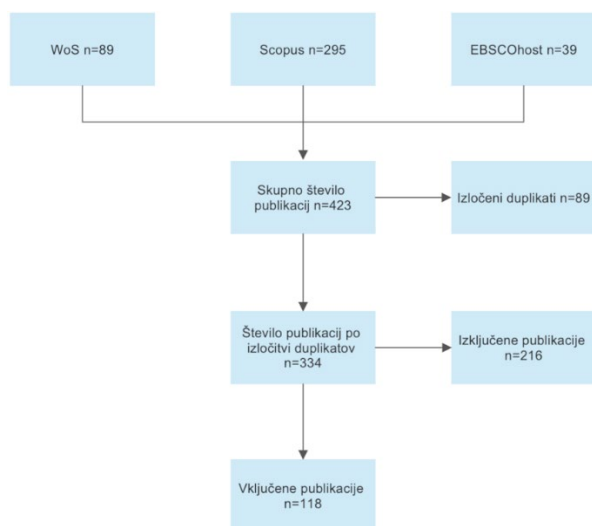 WoS n=89
Scopus n=295
EBSCOhost n=39
Skupno število
publikacij n=423
Izločeni duplikati n=89
Število publikacij po
izločitvi duplikatov
n=334
Izključene publikacije
n=216
Vključene publikacije
n=118